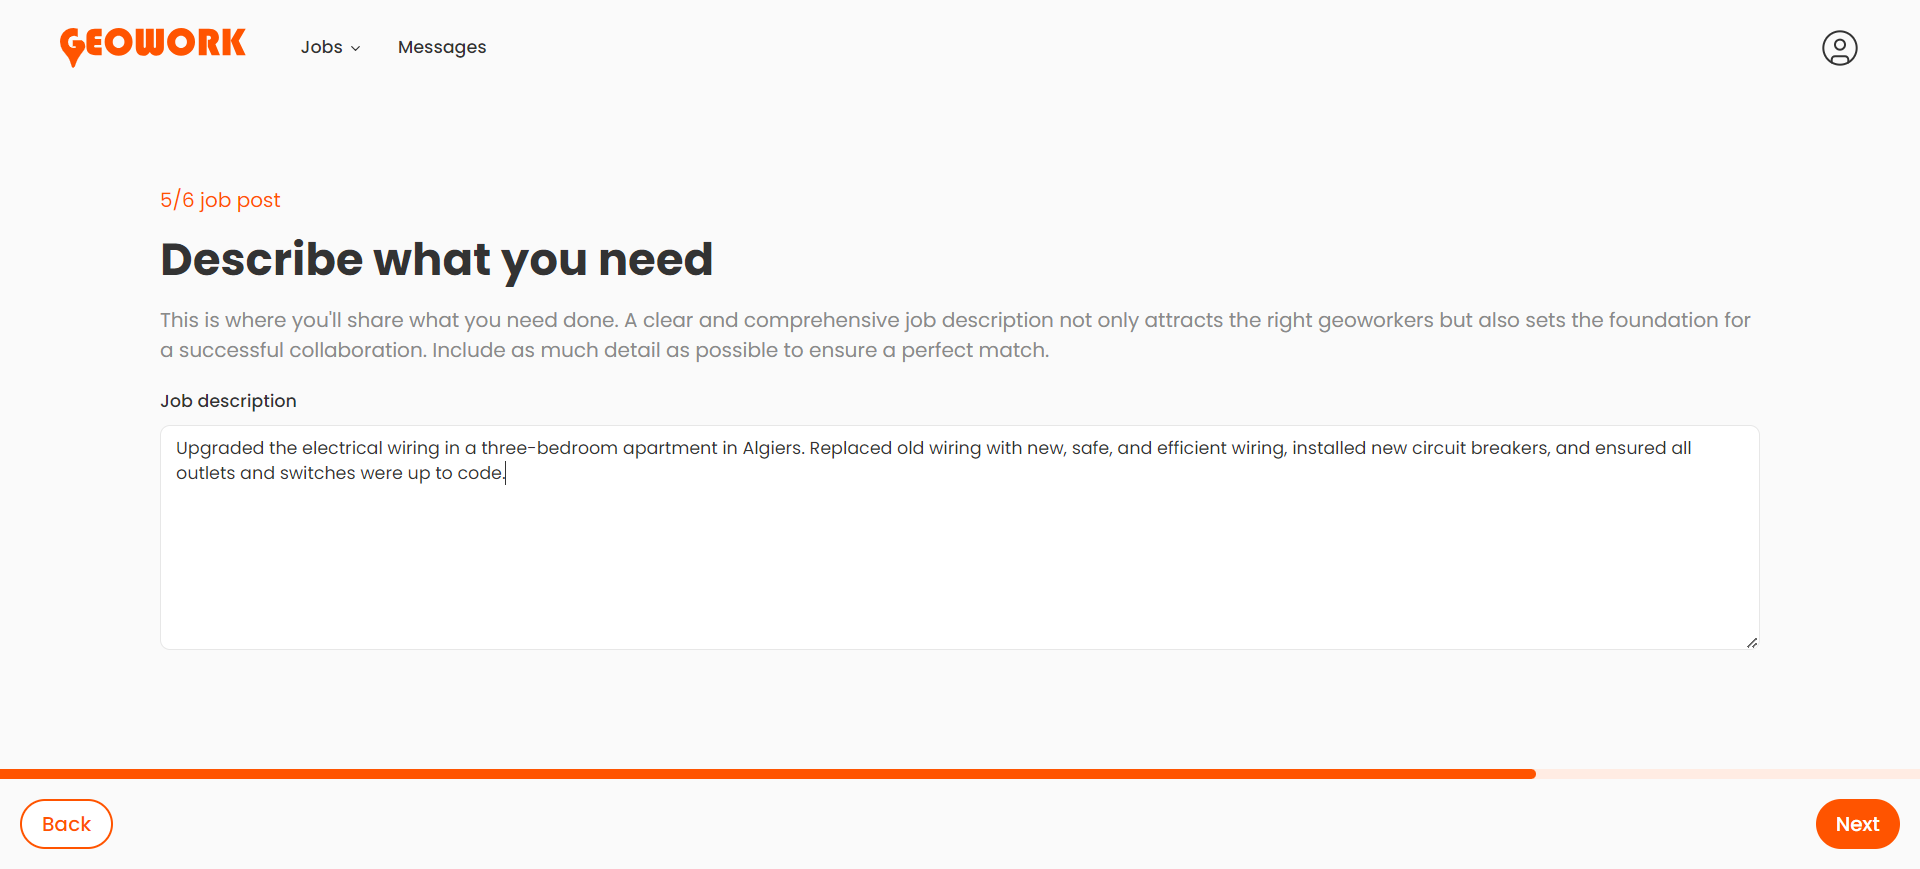 GEOWORK
Jobs
Messages
5/6 job post
Describe what you need
This is where you'll share what you need done. A clear and comprehensive job description not only attracts the right geoworkers but also sets the foundation for
a successful collaboration. Include as much detail as possible to ensure a perfect match.
Job description
Upgraded the electrical wiring in a three-bedroom apartment in Algiers. Replaced old wiring with new, safe, and efficient wiring, installed new circuit breakers, and ensured all
outlets and switches were up to code.
Back
Next